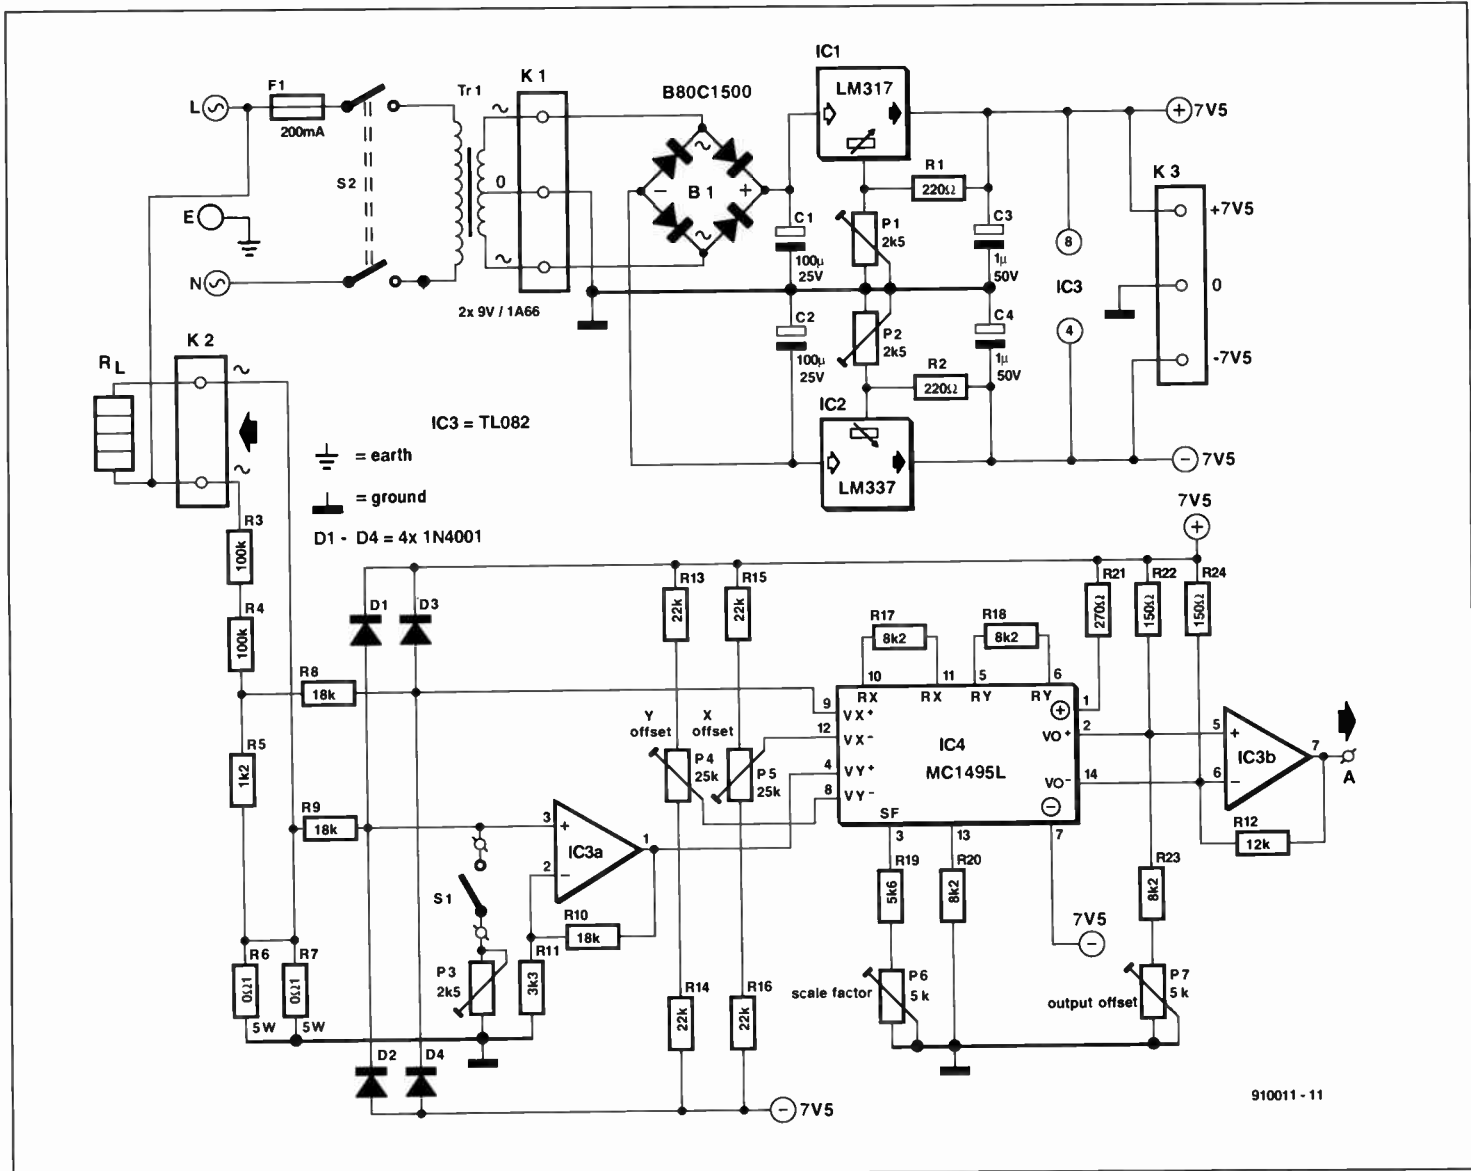 IC1
LM317
L
F1
200mA
S2
Tr 1
K 1
0
2x 9V / 1A66
B80C1500
B 1
−
+
C1
100µ
25V
C2
100µ
25V
P1
2k5
P2
2k5
R1
220Ω
R2
220Ω
C3
1µ
50V
C4
1µ
50V
IC3
8
4
+ 7V5
K 3
+7V5
0
-7V5
− 7V5
E
N
IC2
LM337
R L
K 2
IC3 = TL082
= earth
= ground
D1 - D4 = 4x 1N4001
R3
100k
R4
100k
R5
1k2
R6
0Ω1
5W
R7
0Ω1
5W
R8
18k
R9
18k
D1
D3
D2
D4
S1
P3
2k5
3
+
2
−
IC3a
1
R10
18k
R11
3k3
R13
22k
R15
22k
Y
offset
X
offset
P4
25k
P5
25k
R14
22k
R16
22k
− 7V5
R17
8k2
R18
8k2
10
11
5
6
RX
RX
RY
RY
9
VX+
12
VX-
4
VY+
8
VY-
IC4
MC1495L
+
1
VO+
2
VO-
14
−
SF
3
13
7
R19
5k6
R20
8k2
scale factor
P6
5 k
7V5
−
7V5
+
R21
270Ω
R22
150Ω
R24
150Ω
5
+
6
−
IC3b
7
A
R12
12k
R23
8k2
output offset
P7
5 k
910011 - 11